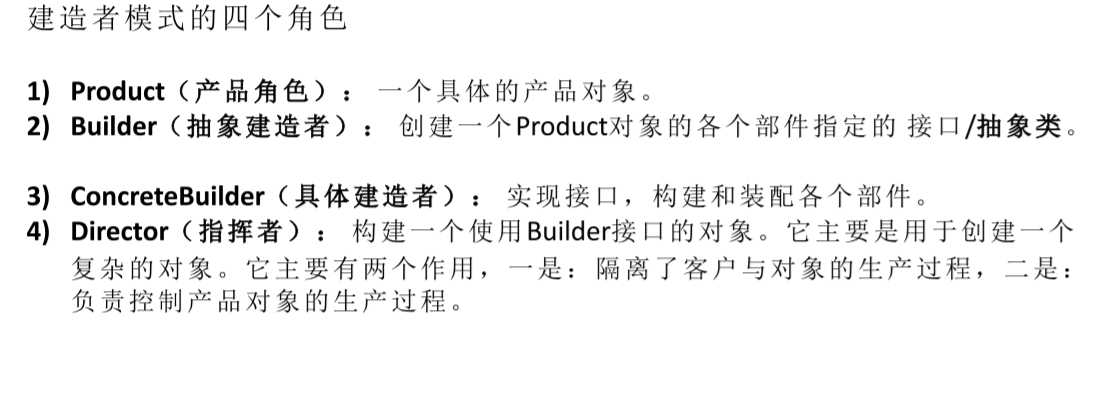 建造者模式的四个角色
1) Product（产品角色）： 一个具体的产品对象。
2) Builder（抽象建造者）： 创建一个Product对象的各个部件指定的 接口/抽象类。
3) ConcreteBuilder（具体建造者）： 实现接口，构建和装配各个部件。
4) Director（指挥者）： 构建一个使用Builder接口的对象。它主要是用于创建一个
复杂的对象。它主要有两个作用，一是：隔离了客户与对象的生产过程，二是：
负责控制产品对象的生产过程。